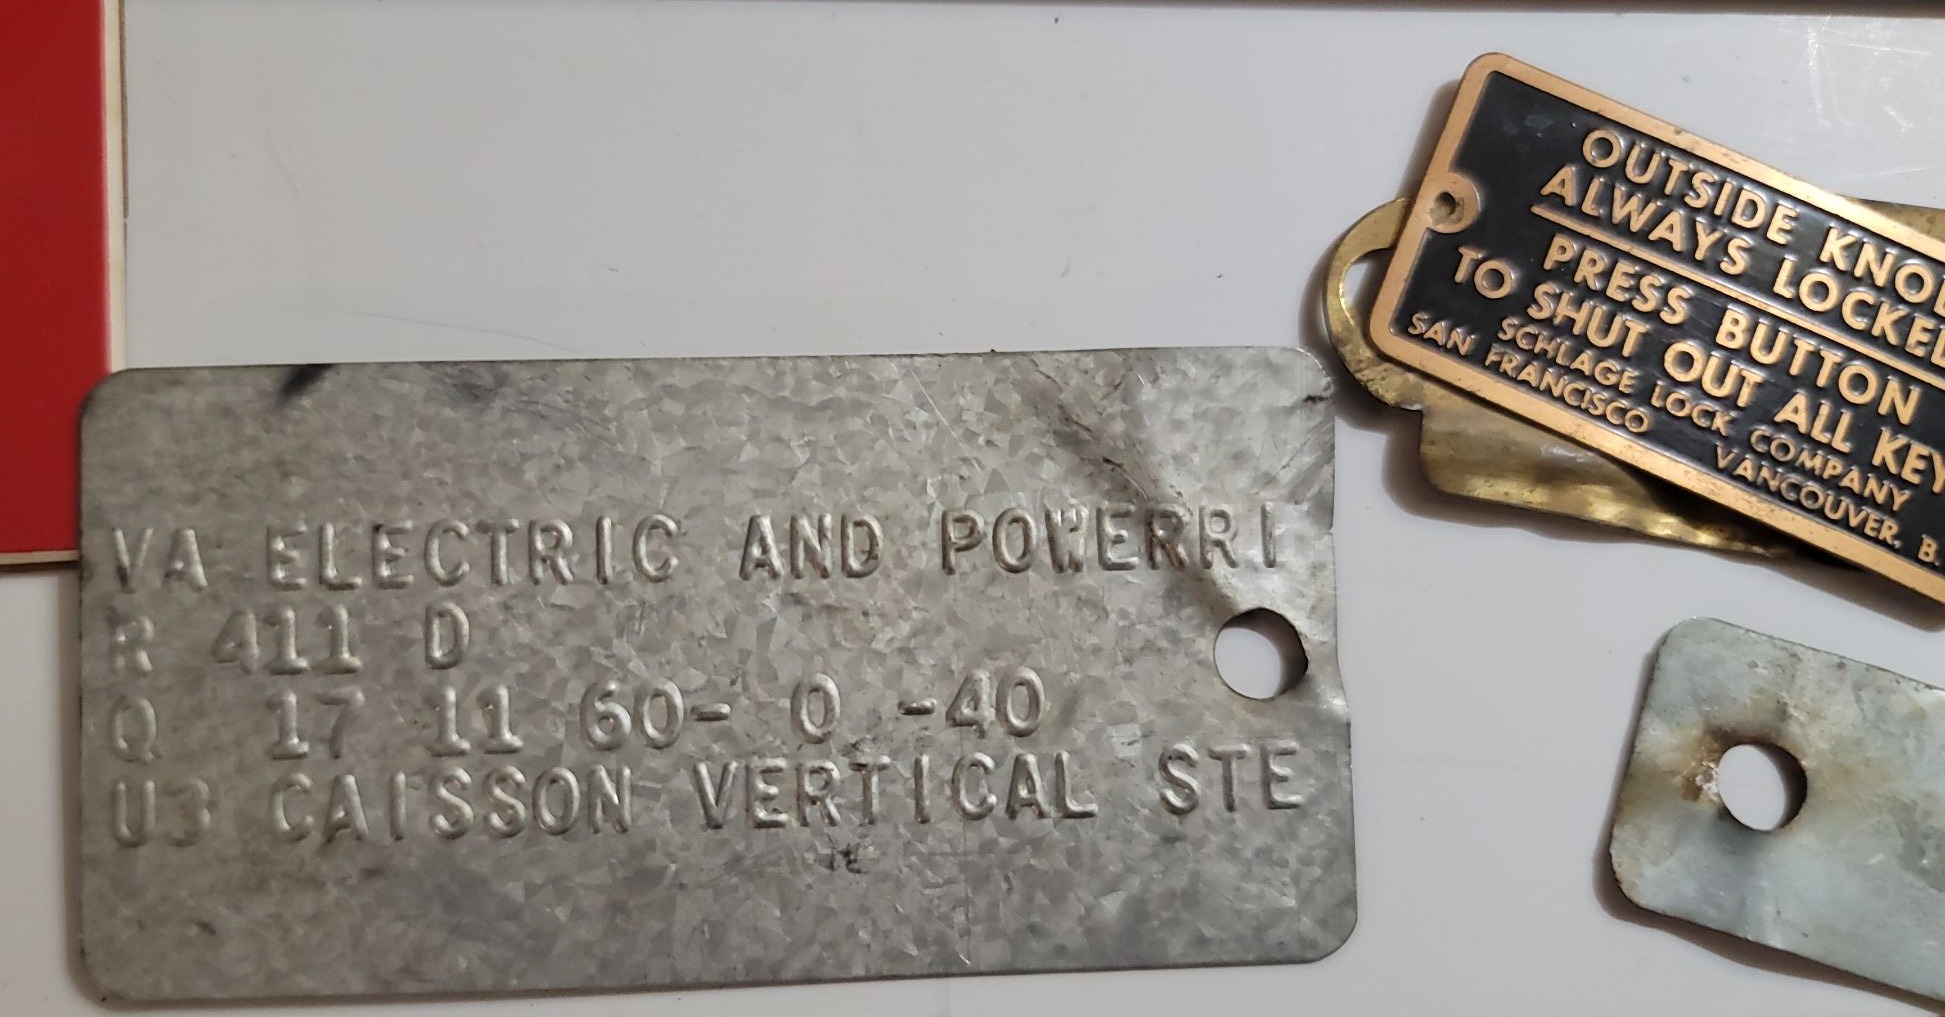 VA ELECTRIC AND POWERRI
R 411 D
Q 17 11 60- 0 -40
U3 CAISSON VERTICAL STE
OUTSIDE KNOB
ALWAYS LOCKED
PRESS BUTTON
TO SHUT OUT ALL KEY
SCHLAGE LOCK COMPANY
SAN FRANCISCO VANCOUVER, B.